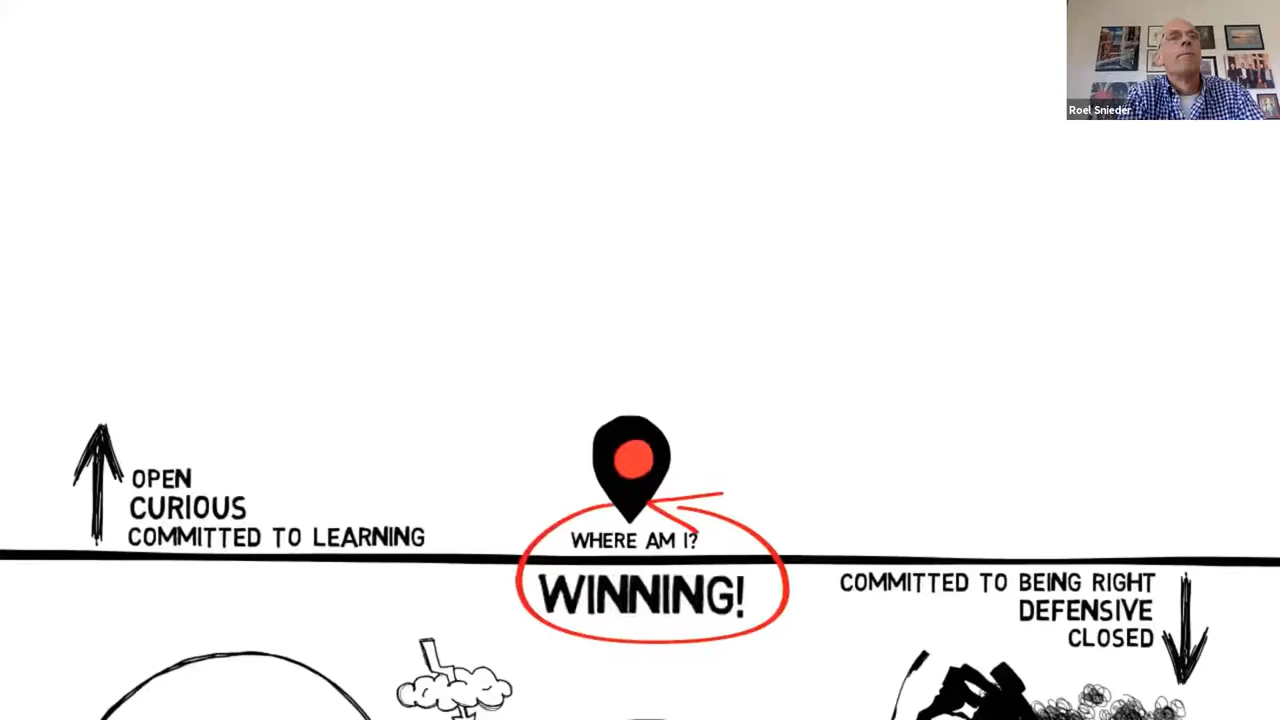 Roel Snieder
OPEN
CURIOUS
COMMITTED TO LEARNING
WHERE AM I?
WINNING!
COMMITTED TO BEING RIGHT
DEFENSIVE
CLOSED